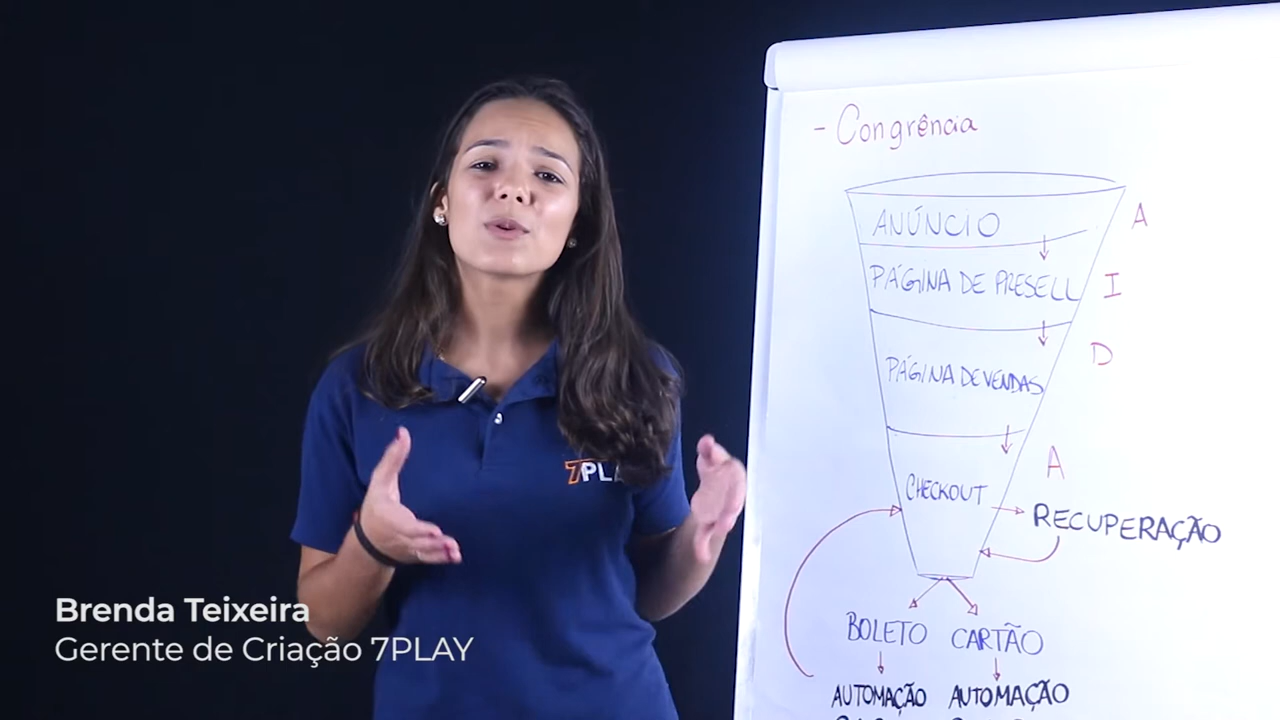 - Congrência
ANÚNCIO
A
PÁGINA DE PRESELL
I
D
PÁGINA DE VENDAS
A
CHECKOUT
RECUPERAÇÃO
BOLETO CARTÃO
AUTOMAÇÃO AUTOMAÇÃO
7PL
Brenda Teixeira
Gerente de Criação 7PLAY